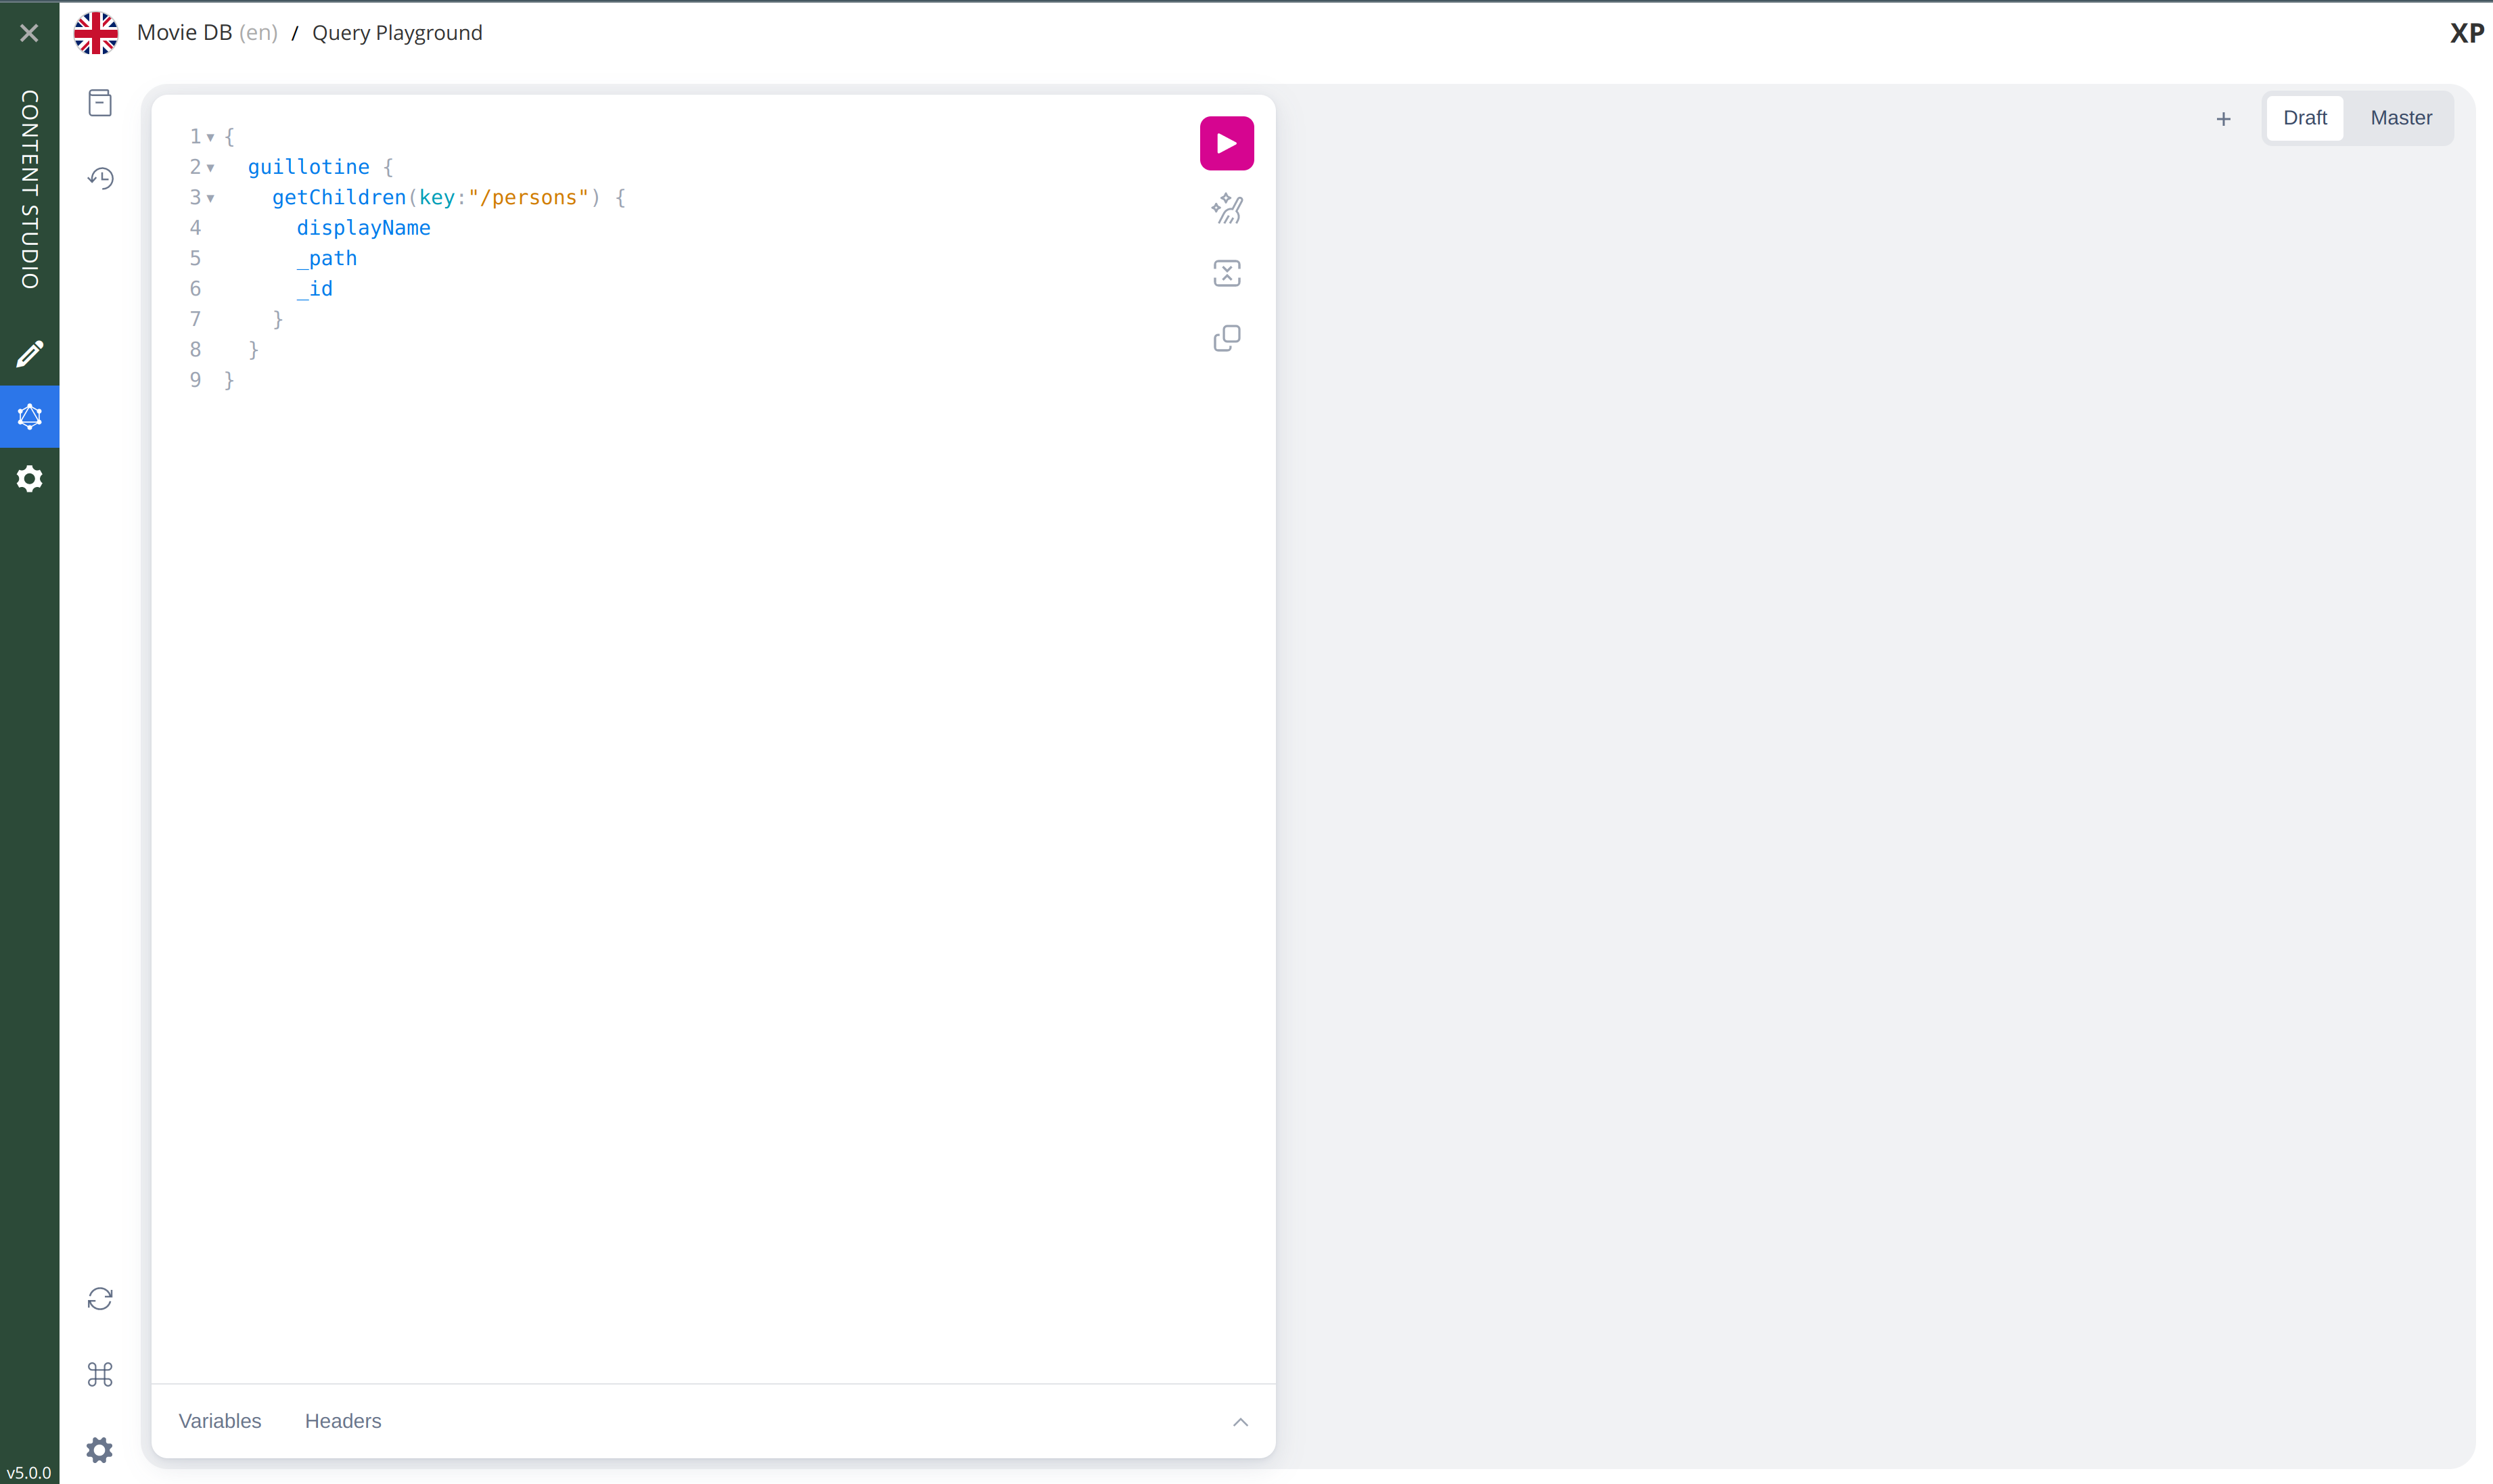 Movie DB (en) / Query Playground
XP
CONTENT STUDIO
Draft Master
1 {
2 guillotine {
3 getChildren(key:"/persons") {
4 displayName
5 _path
6 _id
7 }
8 }
9 }
Variables Headers
v5.0.0